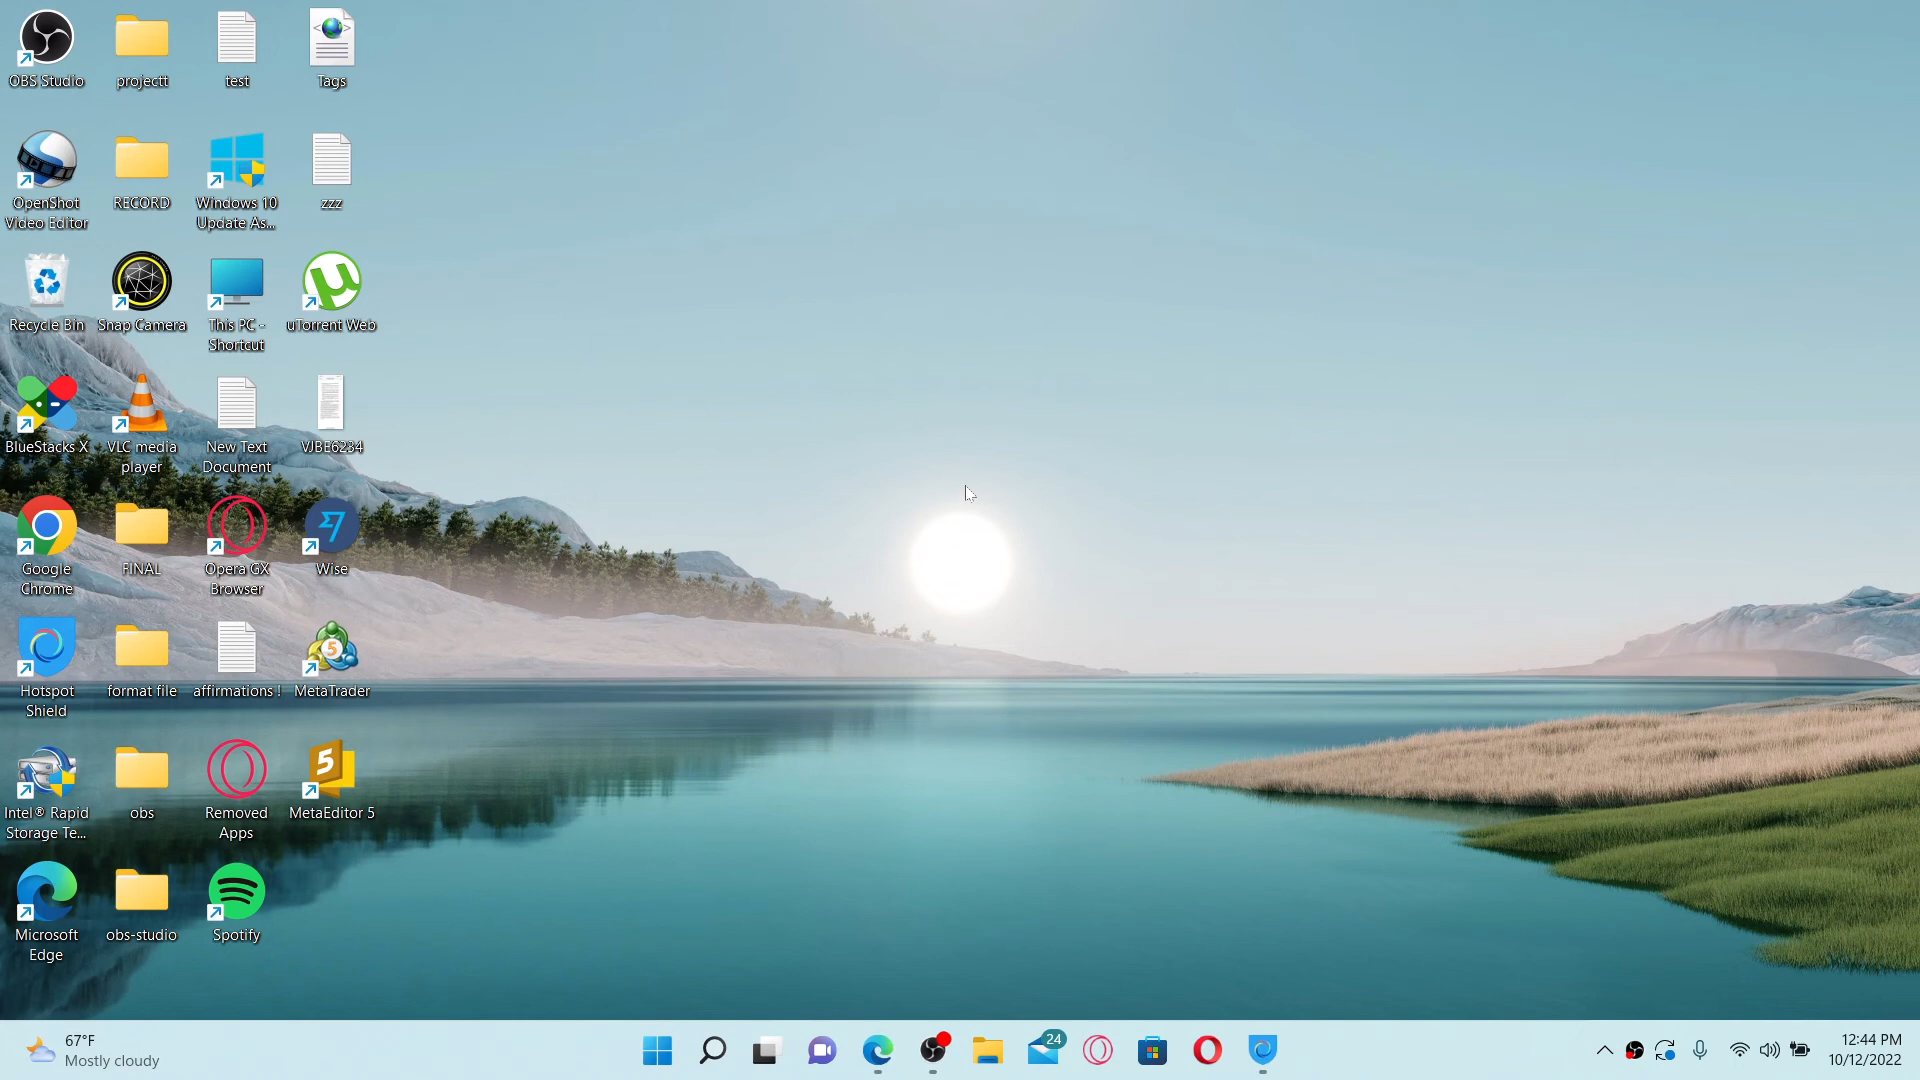 OBS Studio
projectt
test
Tags
OpenShot
Video Editor
RECORD
Windows 10
Update As...
zzz
Recycle Bin
Snap Camera
This PC -
Shortcut
uTorrent Web
BlueStacks X
VLC media
player
New Text
Document
VJBE6234
Google
Chrome
FINAL
Opera GX
Browser
Wise
Hotspot
Shield
format file
affirmations !
MetaTrader
Intel® Rapid
Storage Te...
obs
Removed
Apps
MetaEditor 5
Microsoft
Edge
obs-studio
Spotify
67°F
Mostly cloudy
24
12:44 PM
10/12/2022